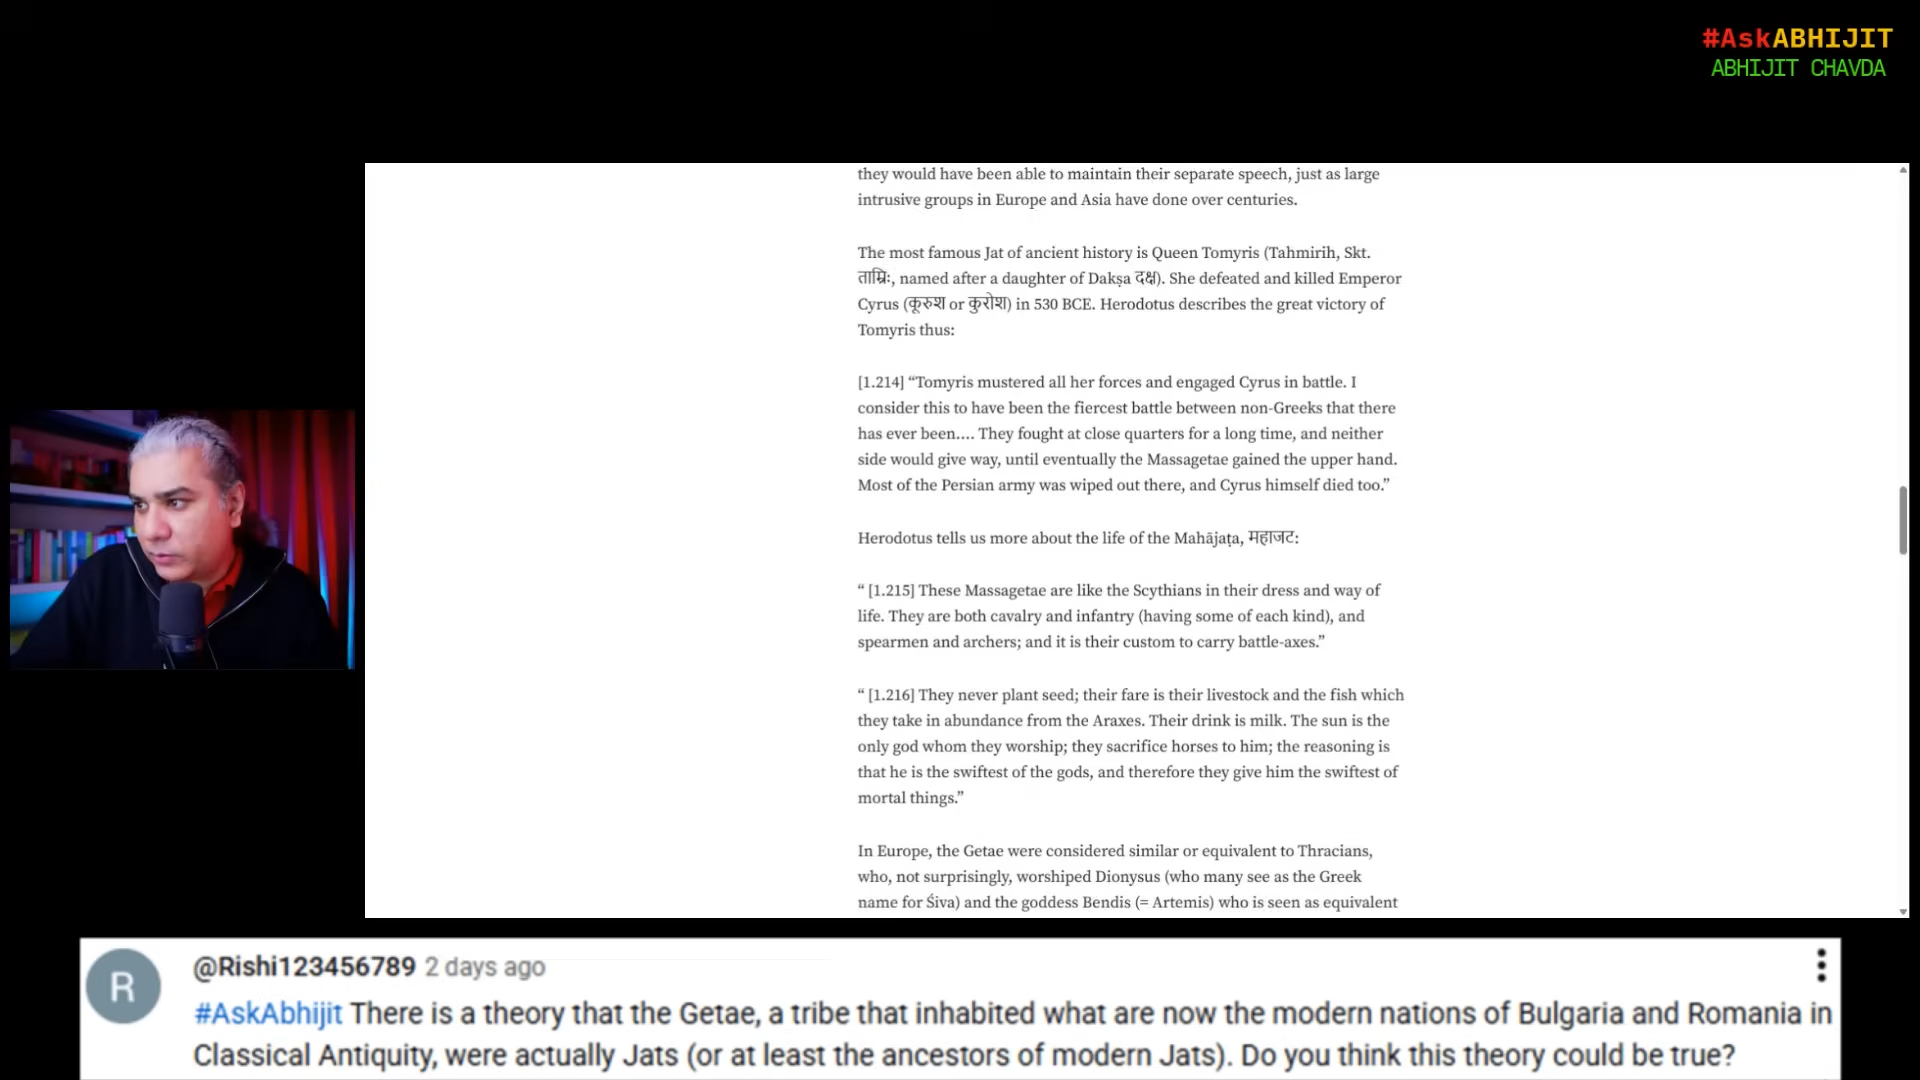 #AskABHIJIT
ABHIJIT CHAVDA
they would have been able to maintain their separate speech, just as large
intrusive groups in Europe and Asia have done over centuries.
The most famous Jat of ancient history is Queen Tomyris (Tahmirih, Skt.
ताम्रिः, named after a daughter of Dakṣa दक्ष). She defeated and killed Emperor
Cyrus (कूरुश or कुरोश) in 530 BCE. Herodotus describes the great victory of
Tomyris thus:
[1.214] “Tomyris mustered all her forces and engaged Cyrus in battle. I
consider this to have been the fiercest battle between non-Greeks that there
has ever been.... They fought at close quarters for a long time, and neither
side would give way, until eventually the Massagetae gained the upper hand.
Most of the Persian army was wiped out there, and Cyrus himself died too.”
Herodotus tells us more about the life of the Mahājaṭa, महाजट:
“ [1.215] These Massagetae are like the Scythians in their dress and way of
life. They are both cavalry and infantry (having some of each kind), and
spearmen and archers; and it is their custom to carry battle-axes.”
“ [1.216] They never plant seed; their fare is their livestock and the fish which
they take in abundance from the Araxes. Their drink is milk. The sun is the
only god whom they worship; they sacrifice horses to him; the reasoning is
that he is the swiftest of the gods, and therefore they give him the swiftest of
mortal things.”
In Europe, the Getae were considered similar or equivalent to Thracians,
who, not surprisingly, worshiped Dionysus (who many see as the Greek
name for Śiva) and the goddess Bendis (= Artemis) who is seen as equivalent
R
@Rishi123456789 2 days ago
#AskAbhijit There is a theory that the Getae, a tribe that inhabited what are now the modern nations of Bulgaria and Romania in
Classical Antiquity, were actually Jats (or at least the ancestors of modern Jats). Do you think this theory could be true?